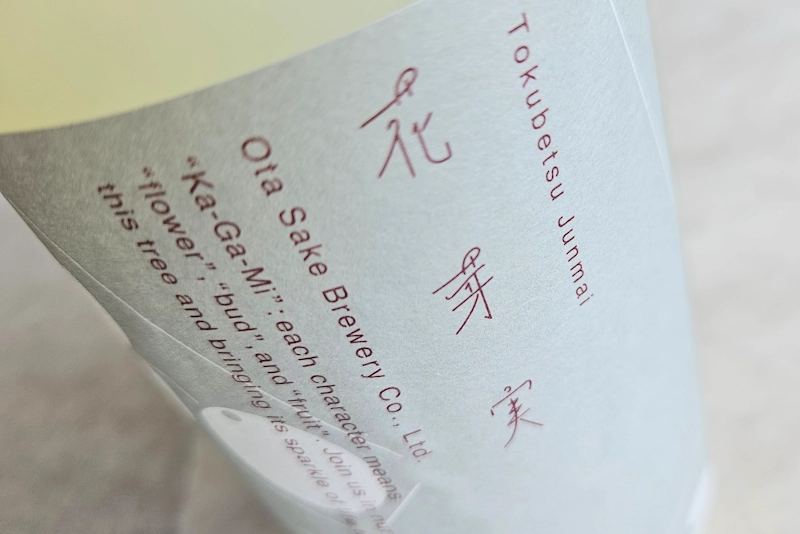 Tokubetsu Junmai
花芽実
Ota Sake Brewery Co., Ltd.
“Ka-Ga-Mi”: each character means
“flower”, “bud”, and “fruit”. Join us in
this tree and bringing its sparkle of